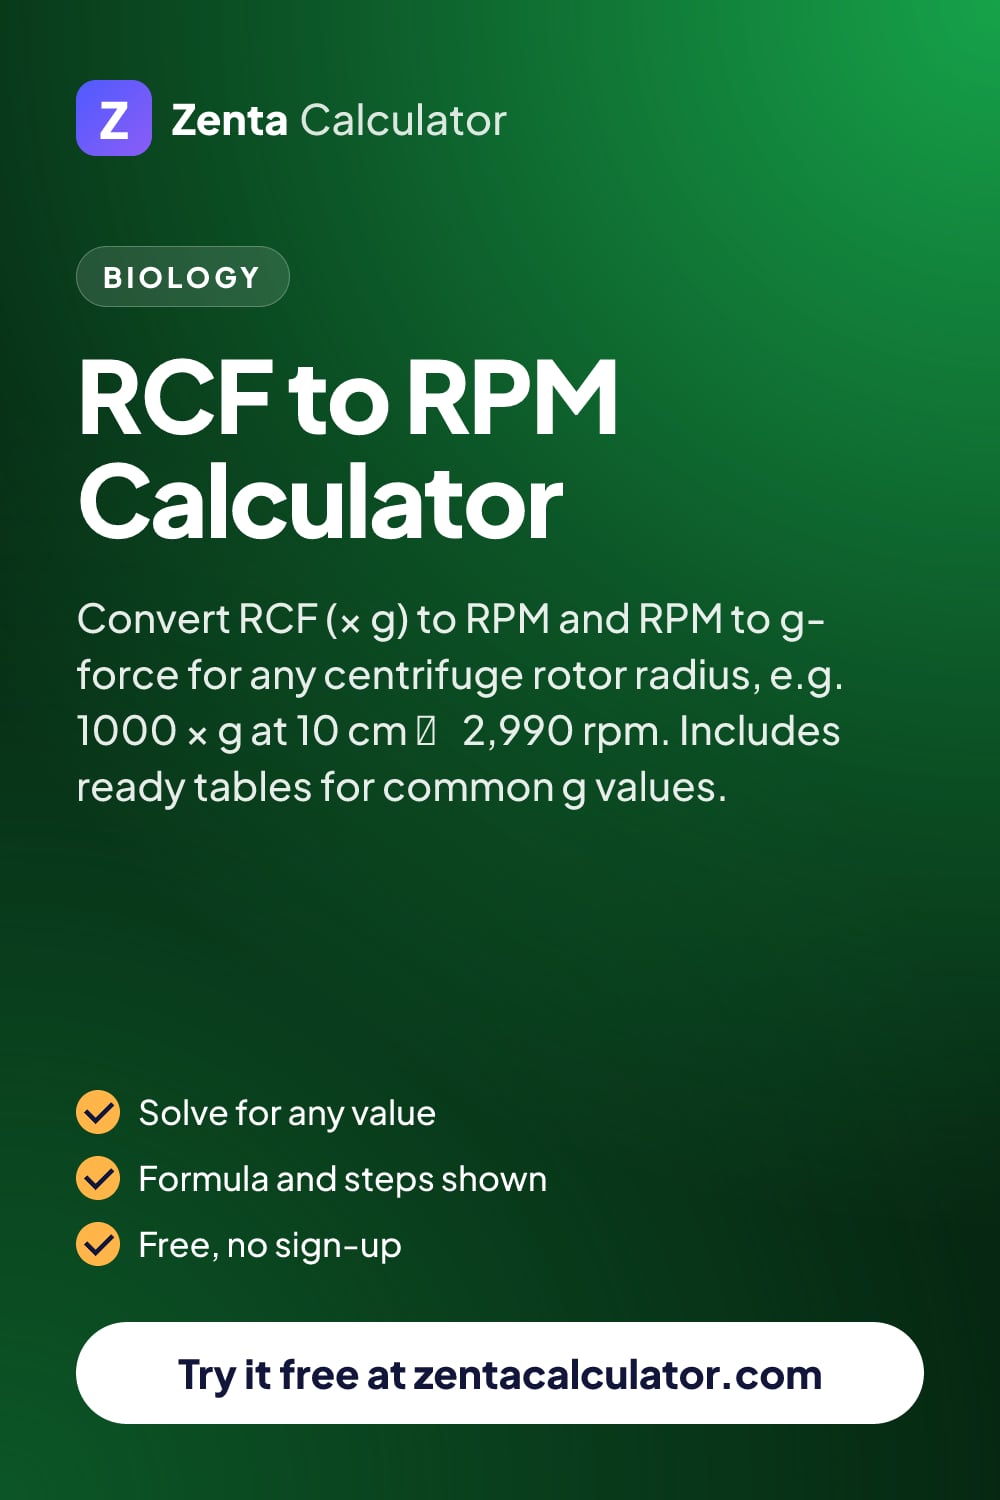 Z Zenta Calculator
BIOLOGY
RCF to RPM
Calculator
Convert RCF (× g) to RPM and RPM to g-
force for any centrifuge rotor radius, e.g.
1000 × g at 10 cm 2,990 rpm. Includes
ready tables for common g values.
Solve for any value
Formula and steps shown
Free, no sign-up
Try it free at zentacalculator.com